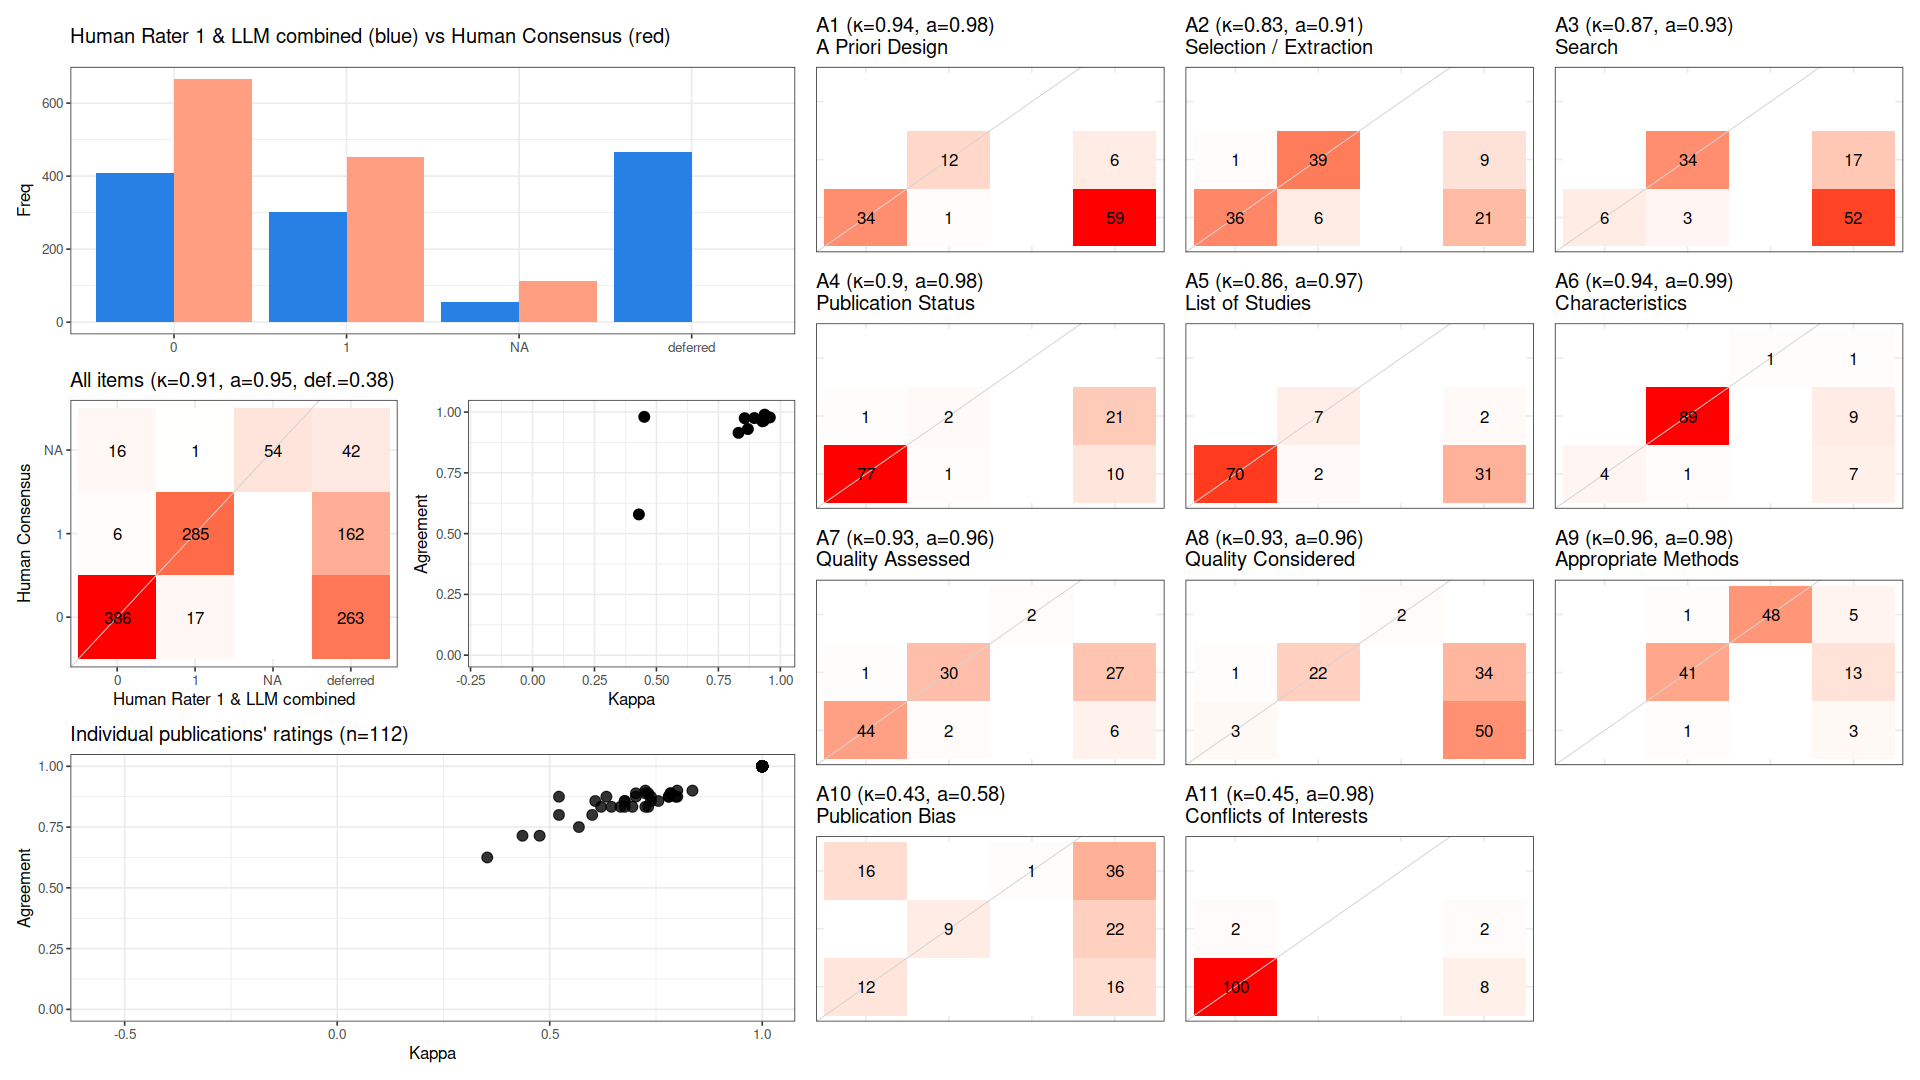 Human Rater 1 & LLM combined (blue) vs Human Consensus (red)
Freq
600
400
200
0
0 1 NA deferred
All items (κ=0.91, a=0.95, def.=0.38)
Human Consensus
NA 16 1 54 42
1 6 285 162
0 386 17 263
0 1 NA deferred
Human Rater 1 & LLM combined
Agreement
1.00
0.75
0.50
0.25
0.00
-0.25 0.00 0.25 0.50 0.75 1.00
Kappa
Individual publications' ratings (n=112)
Agreement
1.00
0.75
0.50
0.25
0.00
-0.5 0.0 0.5 1.0
Kappa
A1 (κ=0.94, a=0.98)
A Priori Design
12 6
34 1 59
A2 (κ=0.83, a=0.91)
Selection / Extraction
1 39 9
36 6 21
A3 (κ=0.87, a=0.93)
Search
34 17
6 3 52
A4 (κ=0.9, a=0.98)
Publication Status
1 2 21
77 1 10
A5 (κ=0.86, a=0.97)
List of Studies
7 2
70 2 31
A6 (κ=0.94, a=0.99)
Characteristics
1 1
89 9
4 1 7
A7 (κ=0.93, a=0.96)
Quality Assessed
2
1 30 27
44 2 6
A8 (κ=0.93, a=0.96)
Quality Considered
2
1 22 34
3 50
A9 (κ=0.96, a=0.98)
Appropriate Methods
1 48 5
41 13
1 3
A10 (κ=0.43, a=0.58)
Publication Bias
16 1 36
9 22
12 16
A11 (κ=0.45, a=0.98)
Conflicts of Interests
2 2
100 8